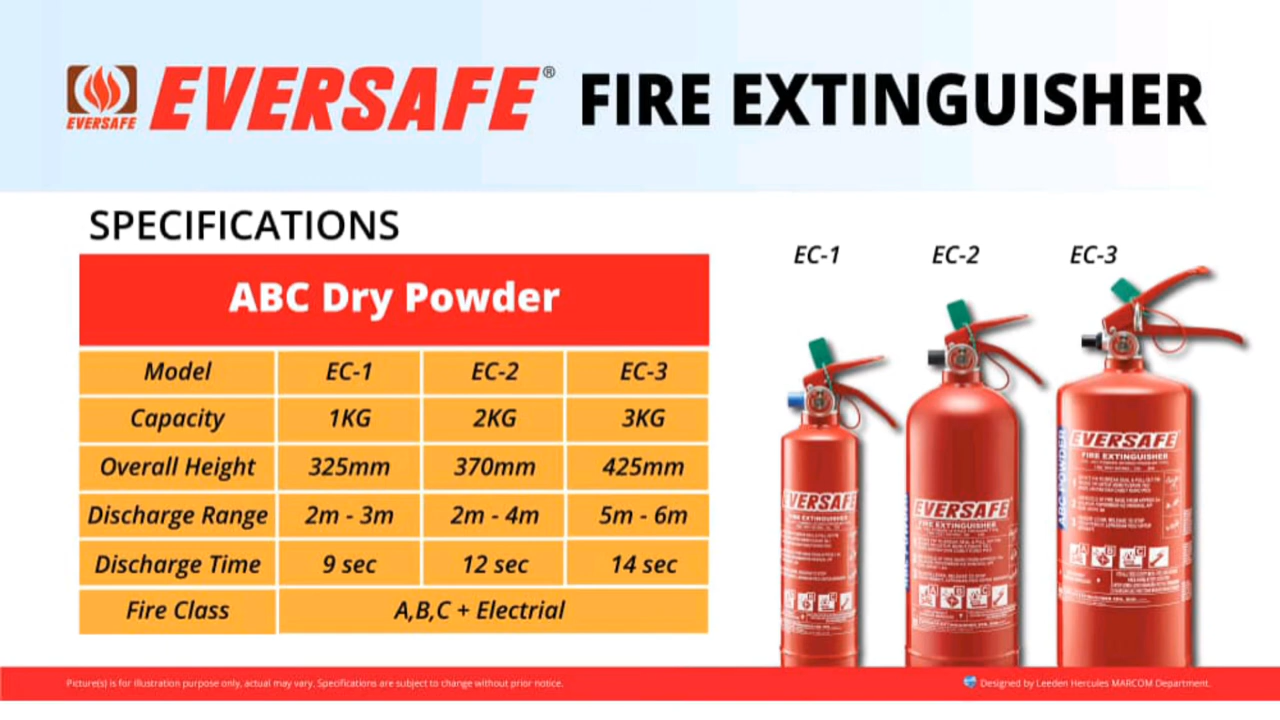 EVERSAFE
EVERSAFE® FIRE EXTINGUISHER
SPECIFICATIONS
ABC Dry Powder
Model EC-1 EC-2 EC-3
Capacity 1KG 2KG 3KG
Overall Height 325mm 370mm 425mm
Discharge Range 2m - 3m 2m - 4m 5m - 6m
Discharge Time 9 sec 12 sec 14 sec
Fire Class A,B,C + Electrial
EC-1 EC-2 EC-3
EVERSAFE
FIRE EXTINGUISHER
EVERSAFE
FIRE EXTINGUISHER
A B C
ABC POWDER
EVERSAFE
FIRE EXTINGUISHER
1
2
3
A B C
Picture(s) is for illustration purpose only, actual may vary. Specifications are subject to change without prior notice.
Designed by Leeden Hercules MARCOM Department.